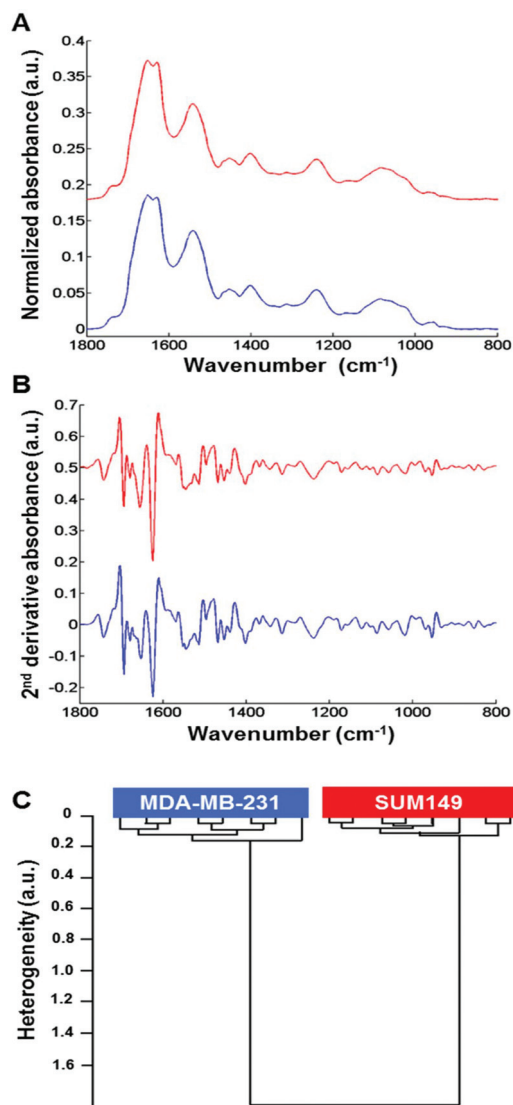 A
Normalized absorbance (a.u.)
0.4
0.35
0.3
0.25
0.2
0.15
0.1
0.05
0
1800 1600 1400 1200 1000 800
Wavenumber (cm-1)
B
2nd derivative absorbance (a.u.)
0.7
0.6
0.5
0.4
0.3
0.2
0.1
0
-0.1
-0.2
1800 1600 1400 1200 1000 800
Wavenumber (cm-1)
C
MDA-MB-231 SUM149
Heterogeneity (a.u.)
0
0.2
0.4
0.6
0.8
1.0
1.2
1.4
1.6